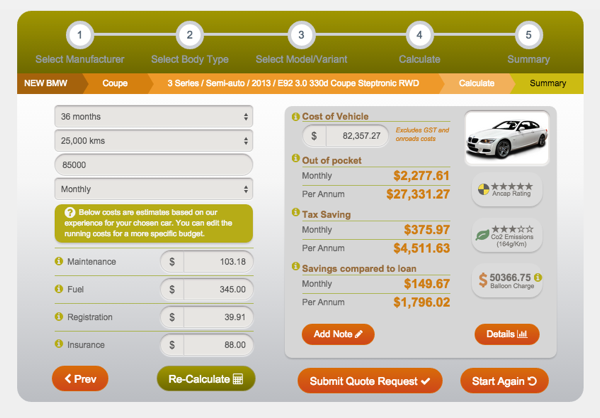 1 2 3 4 5
Select Manufacturer Select Body Type Select Model/Variant Calculate Summary
NEW BMW Coupe 3 Series / Semi-auto / 2013 / E92 3.0 330d Coupe Steptronic RWD Calculate Summary
36 months
25,000 kms
85000
Monthly
? Below costs are estimates based on our
experience for your chosen car. You can edit the
running costs for a more specific budget.
Maintenance $ 103.18
Fuel $ 345.00
Registration $ 39.91
Insurance $ 88.00
Prev
Re-Calculate
Cost of Vehicle
$ 82,357.27
Excludes GST and
onroads costs
Out of pocket
Monthly $2,277.61
Per Annum $27,331.27
Tax Saving
Monthly $375.97
Per Annum $4,511.63
Savings compared to loan
Monthly $149.67
Per Annum $1,796.02
Ancap Rating
Co2 Emissions
(164g/Km)
$ 50366.75
Balloon Charge
Add Note
Details
Submit Quote Request
Start Again